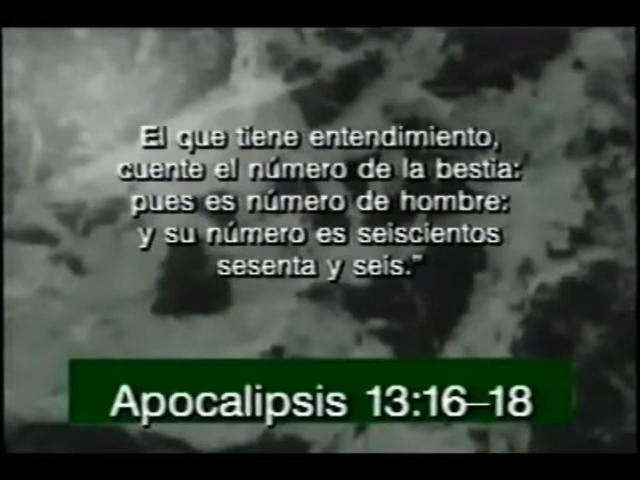 El que tiene entendimiento,
cuente el número de la bestia:
pues es número de hombre:
y su número es seiscientos
sesenta y seis."
Apocalipsis 13:16–18